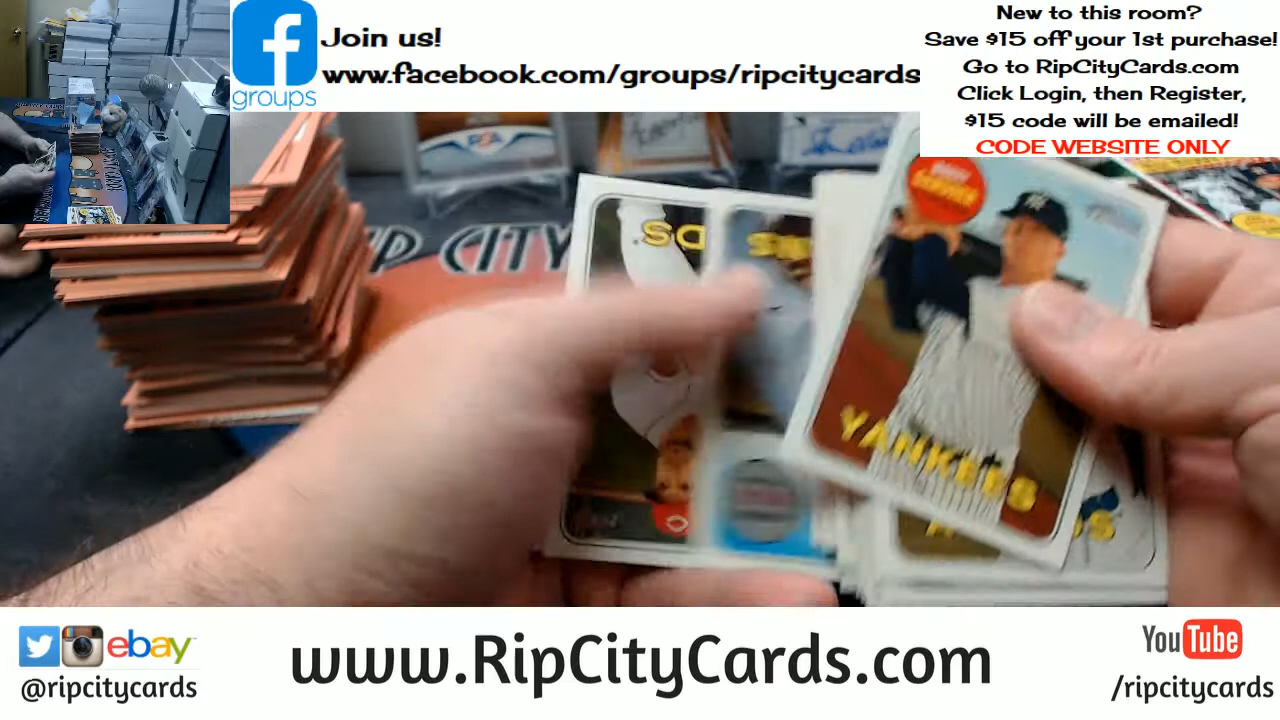 Join us!
www.facebook.com/groups/ripcitycards
groups
New to this room?
Save $15 off your 1st purchase!
Go to RipCityCards.com
Click Login, then Register,
$15 code will be emailed!
CODE WEBSITE ONLY
RIP CITY
YANKEES
ebay
@ripcitycards
www.RipCityCards.com
YouTube
/ripcitycards